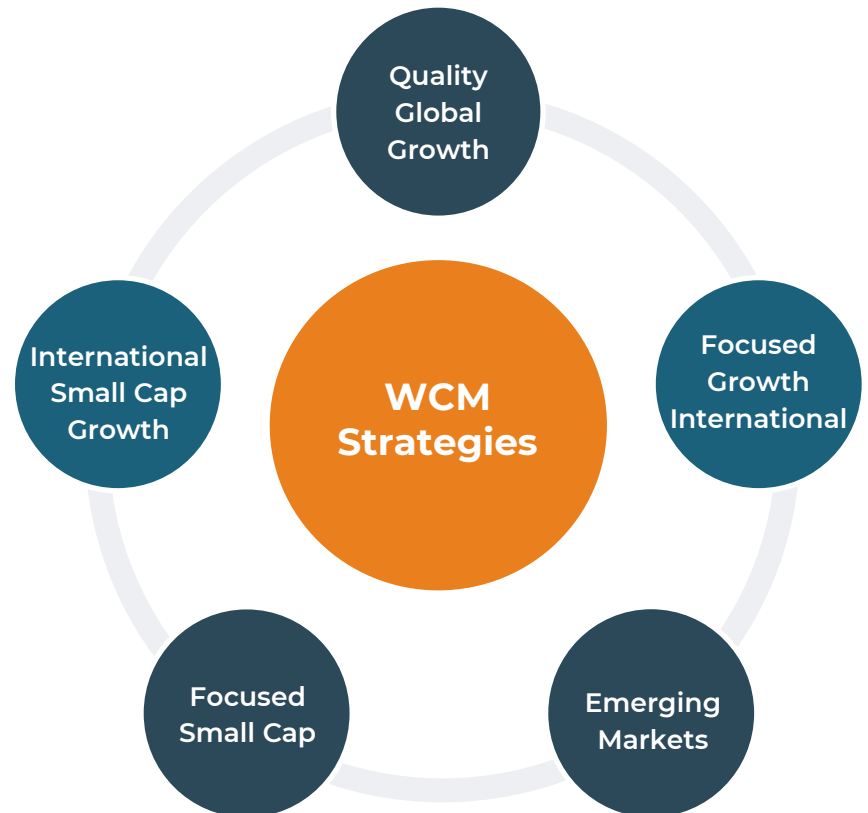 Quality
Global
Growth
International
Small Cap
Growth
WCM
Strategies
Focused
Growth
International
Focused
Small Cap
Emerging
Markets